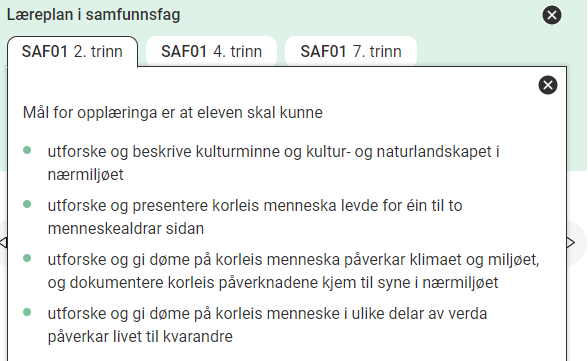 Læreplan i samfunnsfag
SAF01 2. trinn
SAF01 4. trinn
SAF01 7. trinn
Mål for opplæringa er at eleven skal kunne
utforske og beskrive kulturminne og kultur- og naturlandskapet i
nærmiljøet
utforske og presentere korleis menneska levde for éin til to
menneskealdrar sidan
utforske og gi døme på korleis menneska påverkar klimaet og miljøet,
og dokumentere korleis påverknadene kjem til syne i nærmiljøet
utforske og gi døme på korleis menneske i ulike delar av verda
påverkar livet til kvarandre